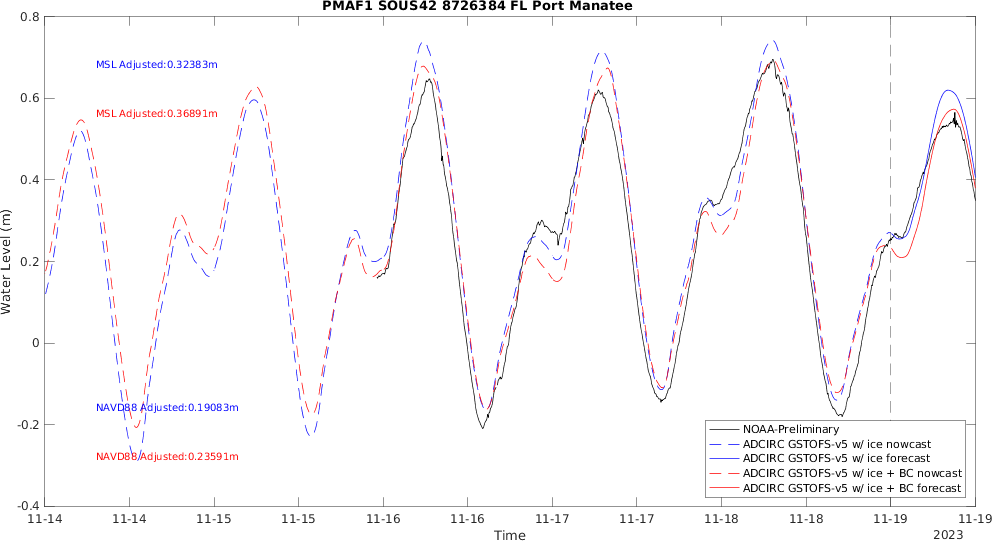 PMAF1 SOUS42 8726384 FL Port Manatee
0.8
MSL Adjusted:0.32383m
0.6
MSL Adjusted:0.36891m
0.4
Water Level (m)
0.2
0
NAVD88 Adjusted:0.19083m
-0.2
NAVD88 Adjusted:0.23591m
NOAA-Preliminary
ADCIRC GSTOFS-v5 w/ ice nowcast
ADCIRC GSTOFS-v5 w/ ice forecast
ADCIRC GSTOFS-v5 w/ ice + BC nowcast
ADCIRC GSTOFS-v5 w/ ice + BC forecast
-0.4
11-14 11-14 11-15 11-15 11-16 11-16 11-17 11-17 11-18 11-18 11-19 11-19
Time
2023